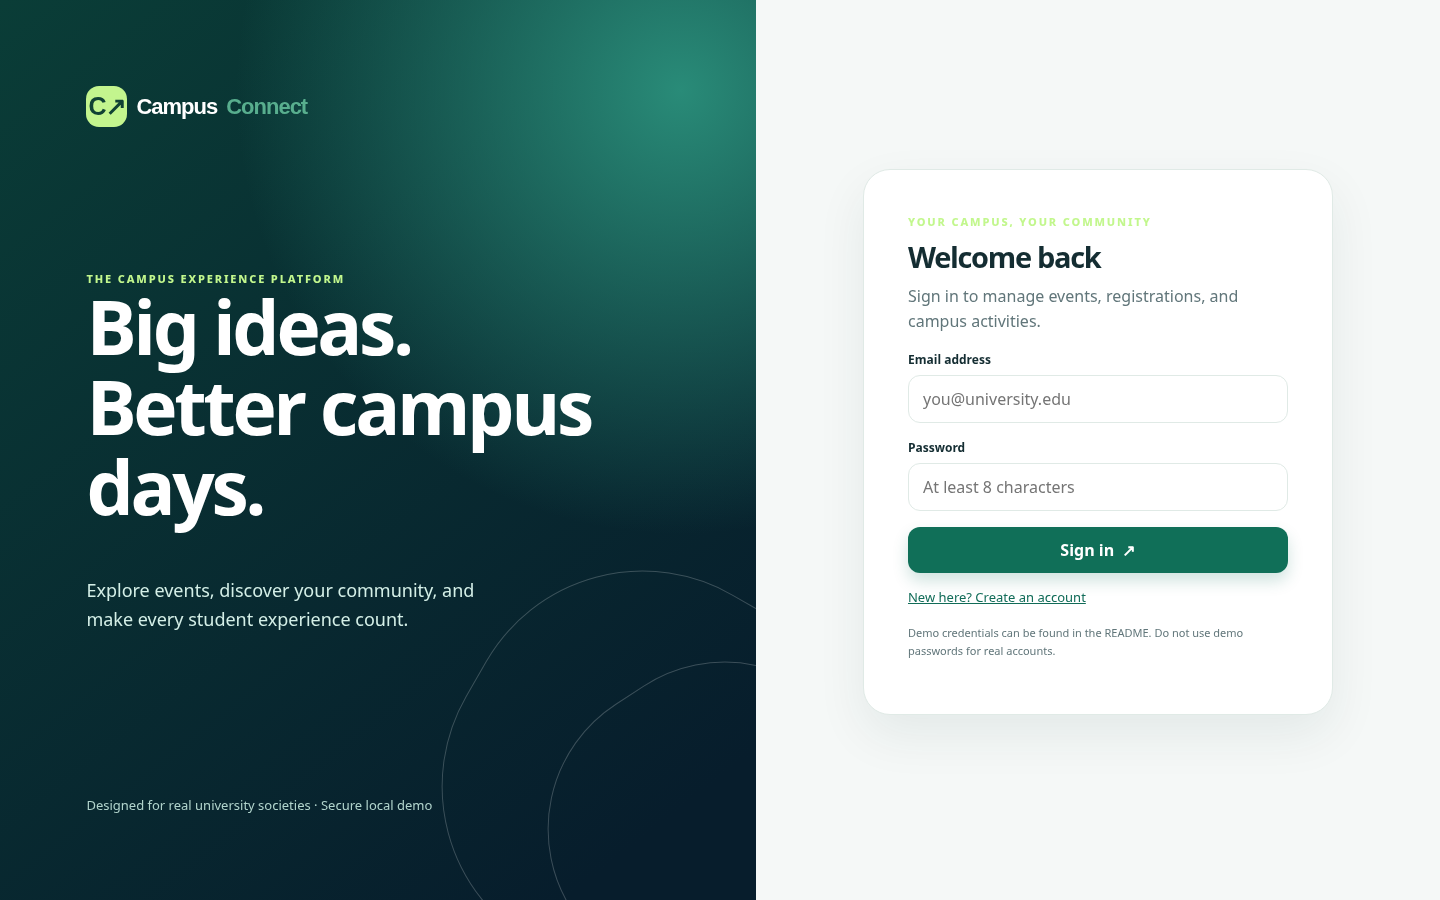 C↗ Campus Connect
THE CAMPUS EXPERIENCE PLATFORM
Big ideas.
Better campus
days.
Explore events, discover your community, and
make every student experience count.
Designed for real university societies · Secure local demo
YOUR CAMPUS, YOUR COMMUNITY
Welcome back
Sign in to manage events, registrations, and
campus activities.
Email address
you@university.edu
Password
At least 8 characters
Sign in ↗
New here? Create an account
Demo credentials can be found in the README. Do not use demo
passwords for real accounts.